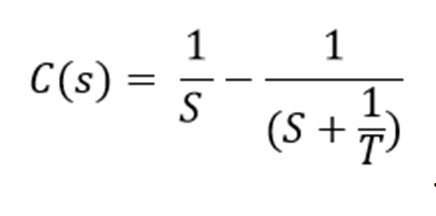 C(s) = 1/S − 1/(S + 1/T)
.